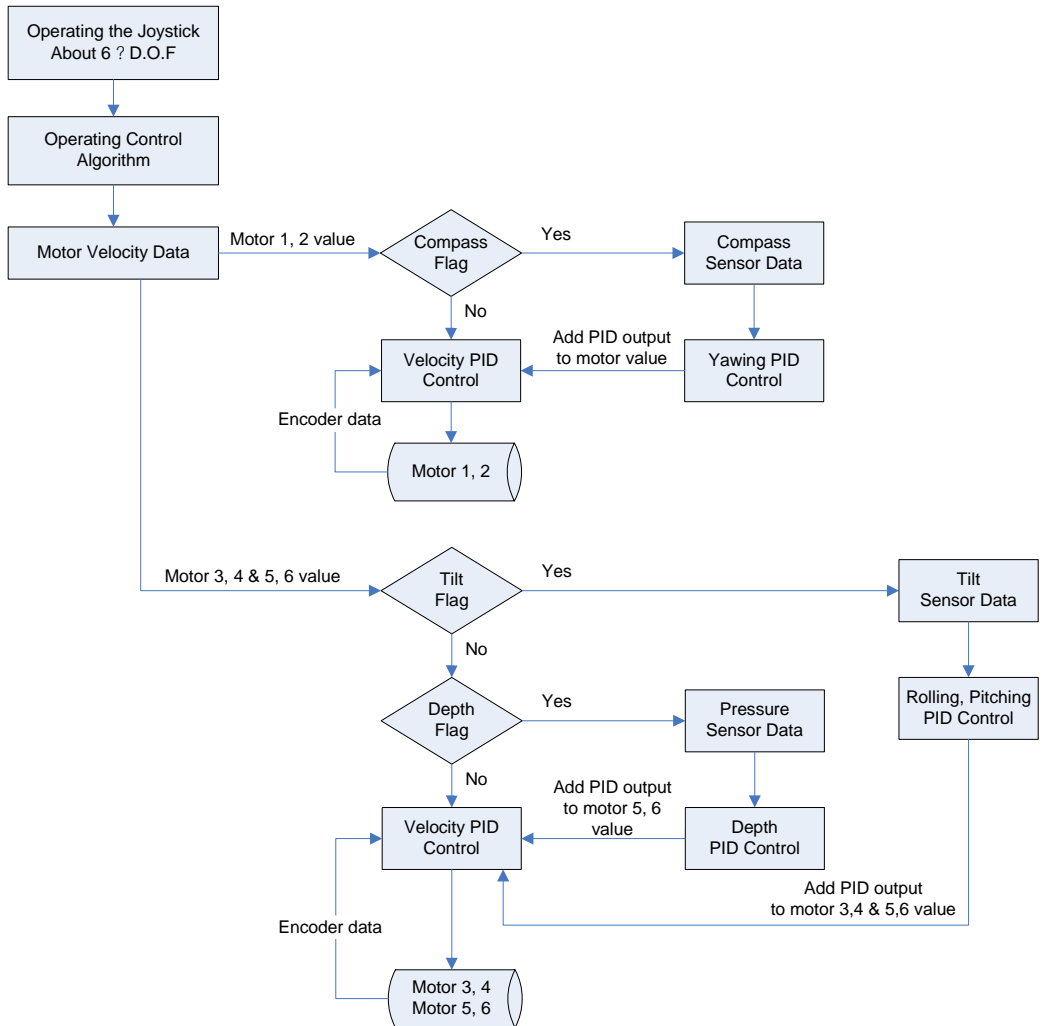 Operating the Joystick
About 6 ? D.O.F
Operating Control
Algorithm
Motor Velocity Data
Motor 1, 2 value
Compass
Flag
Yes
Compass
Sensor Data
No
Add PID output
to motor value
Velocity PID
Control
Yawing PID
Control
Encoder data
Motor 1, 2
Motor 3, 4 & 5, 6 value
Tilt
Flag
Yes
Tilt
Sensor Data
No
Depth
Flag
Yes
Pressure
Sensor Data
Rolling, Pitching
PID Control
No
Add PID output
to motor 5, 6
value
Velocity PID
Control
Depth
PID Control
Add PID output
to motor 3,4 & 5,6 value
Encoder data
Motor 3, 4
Motor 5, 6